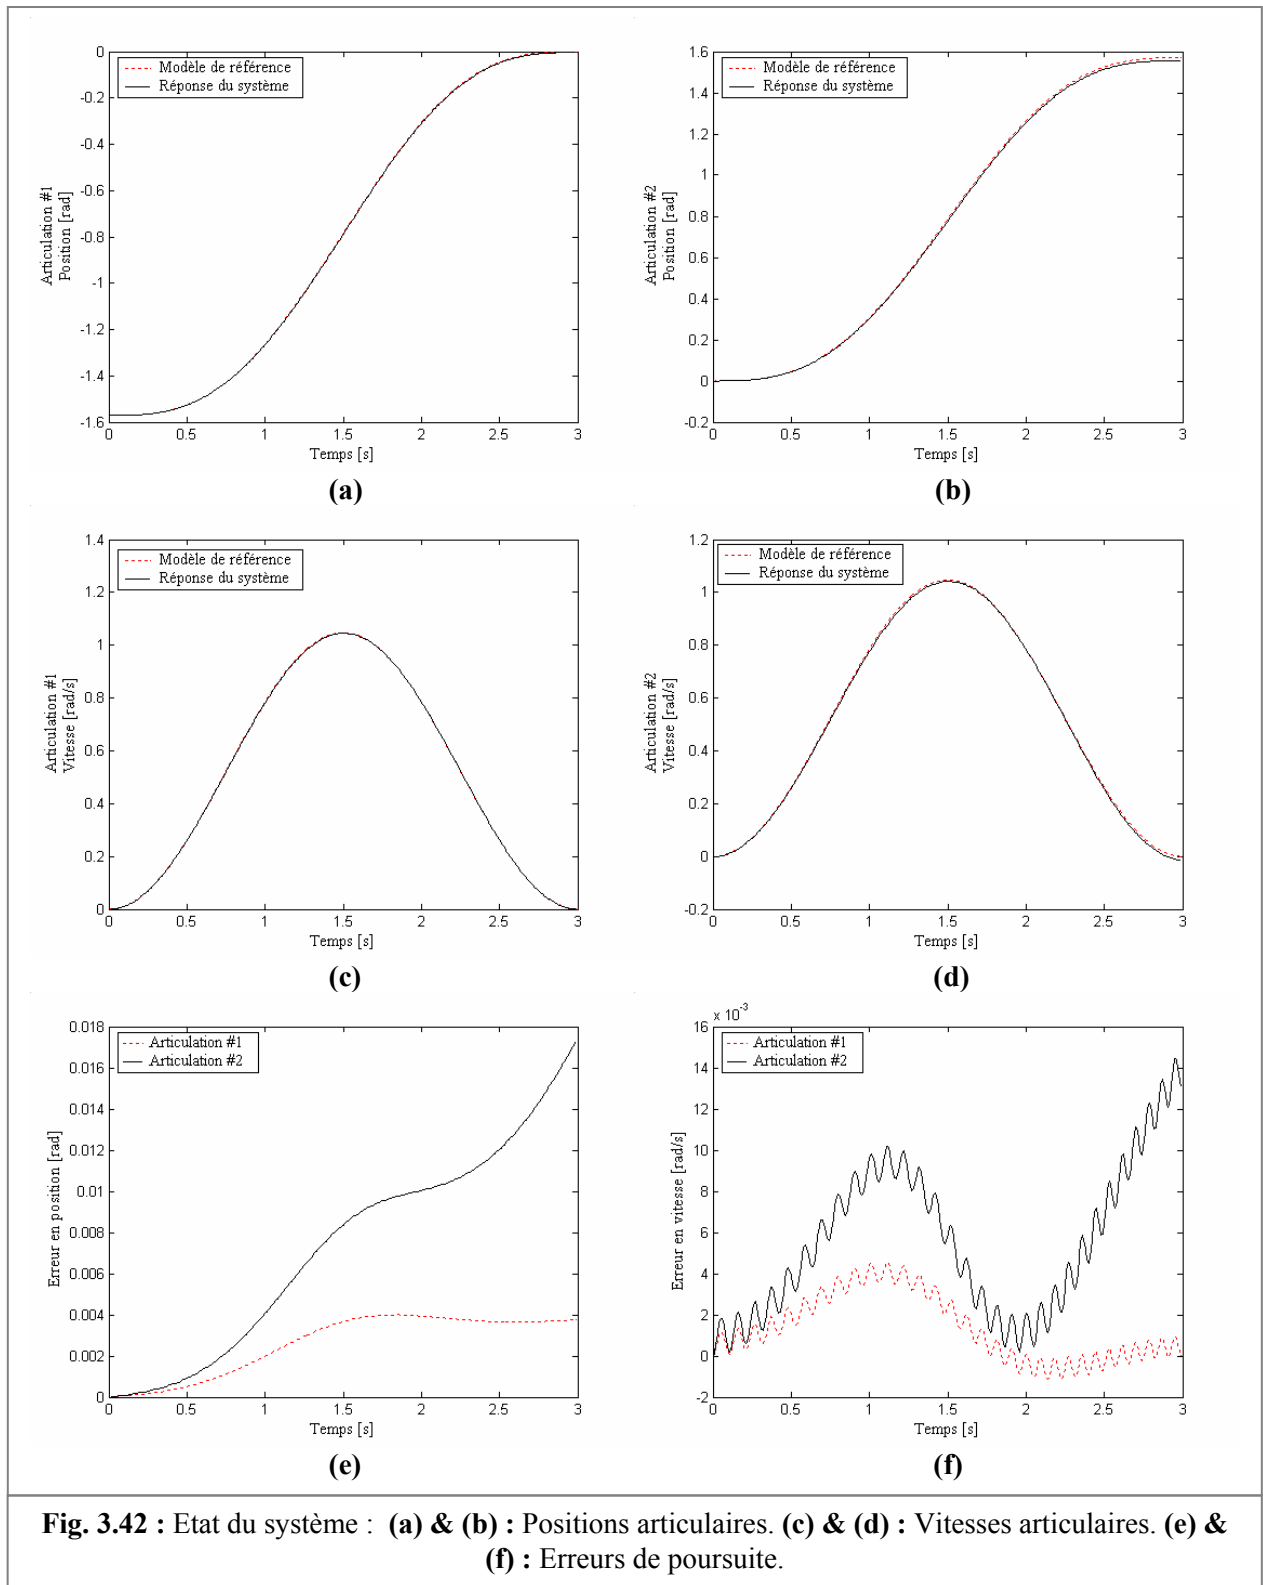 Modèle de référence
Réponse du système
0
-0.2
-0.4
-0.6
-0.8
-1
-1.2
-1.4
-1.6
Articulation #1
Position [rad]
0 0.5 1 1.5 2 2.5 3
Temps [s]
(a)
Modèle de référence
Réponse du système
1.6
1.4
1.2
1
0.8
0.6
0.4
0.2
0
-0.2
Articulation #2
Position [rad]
0 0.5 1 1.5 2 2.5 3
Temps [s]
(b)
Modèle de référence
Réponse du système
1.4
1.2
1
0.8
0.6
0.4
0.2
0
Articulation #1
Vitesse [rad/s]
0 0.5 1 1.5 2 2.5 3
Temps [s]
(c)
Modèle de référence
Réponse du système
1.2
1
0.8
0.6
0.4
0.2
0
-0.2
Articulation #2
Vitesse [rad/s]
0 0.5 1 1.5 2 2.5 3
Temps [s]
(d)
Articulation #1
Articulation #2
0.018
0.016
0.014
0.012
0.01
0.008
0.006
0.004
0.002
0
Erreur en position [rad]
0 0.5 1 1.5 2 2.5 3
Temps [s]
(e)
x 10⁻³
Articulation #1
Articulation #2
16
14
12
10
8
6
4
2
0
-2
Erreur en vitesse [rad/s]
0 0.5 1 1.5 2 2.5 3
Temps [s]
(f)
Fig. 3.42 : Etat du système : (a) & (b) : Positions articulaires. (c) & (d) : Vitesses articulaires. (e) &
(f) : Erreurs de poursuite.